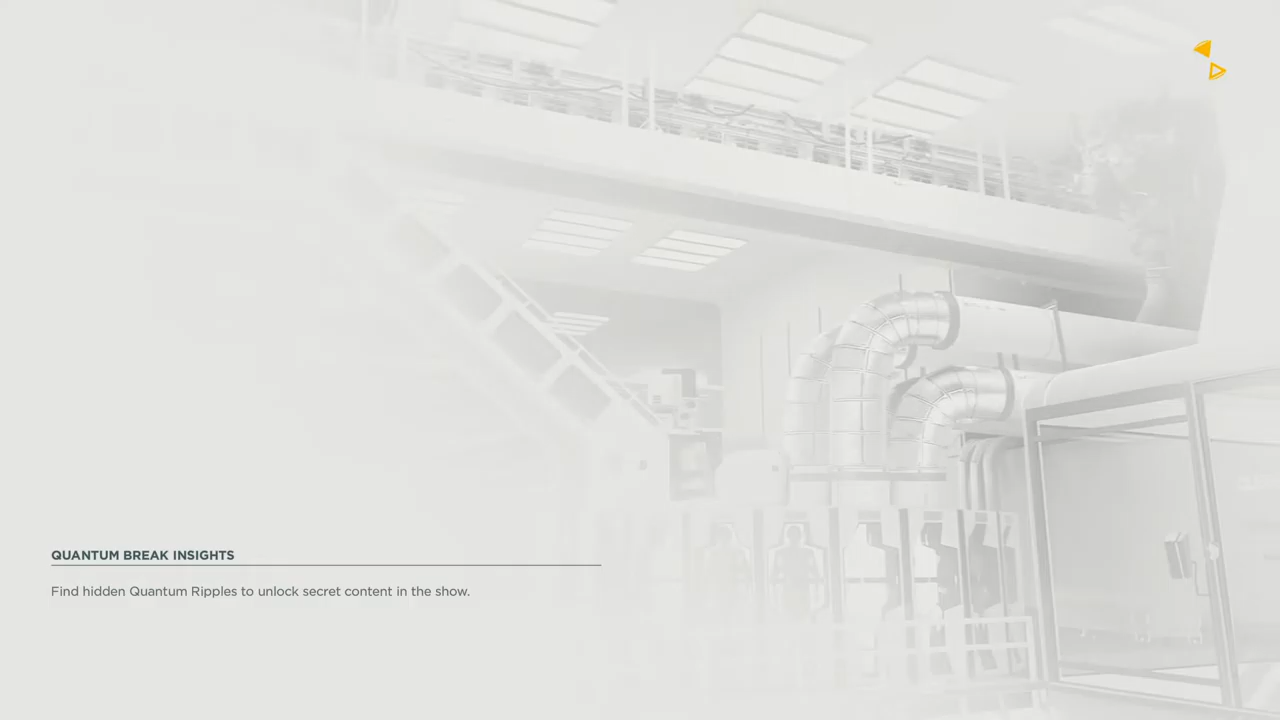 QUANTUM BREAK INSIGHTS
Find hidden Quantum Ripples to unlock secret content in the show.